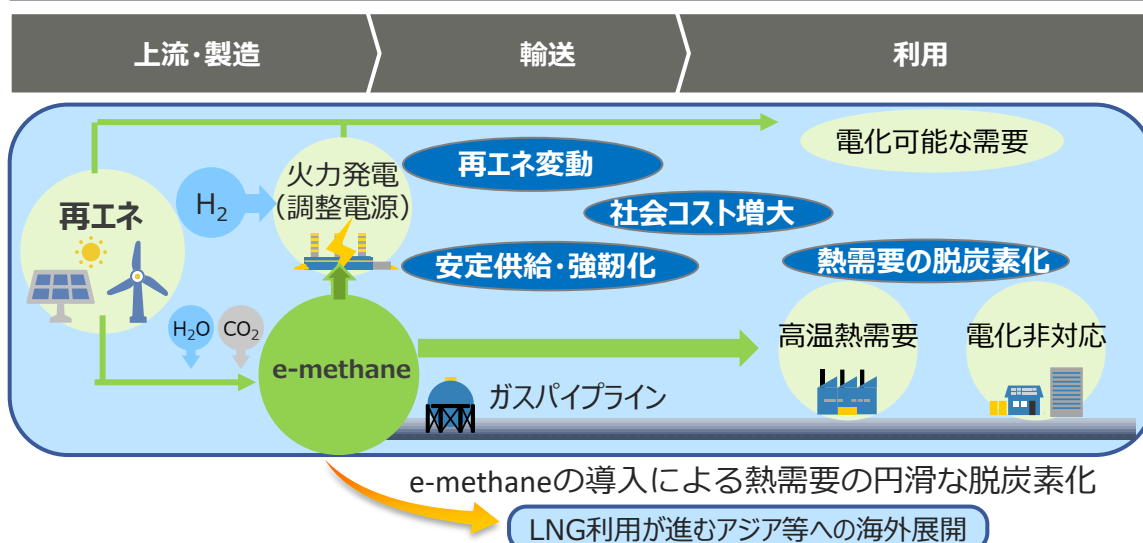 上流・製造
輸送
利用
電化可能な需要
再エネ変動
火力発電
(調整電源)
H₂
再エネ
社会コスト増大
安定供給・強靭化
熱需要の脱炭素化
H₂O
CO₂
高温熱需要
電化非対応
e-methane
ガスパイプライン
e-methaneの導入による熱需要の円滑な脱炭素化
LNG利用が進むアジア等への海外展開